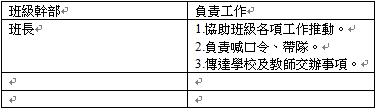 班級幹部 負責工作
班長 1.協助班級各項工作推動。
2.負責喊口令、帶隊。
3.傳達學校及教師交辦事項。